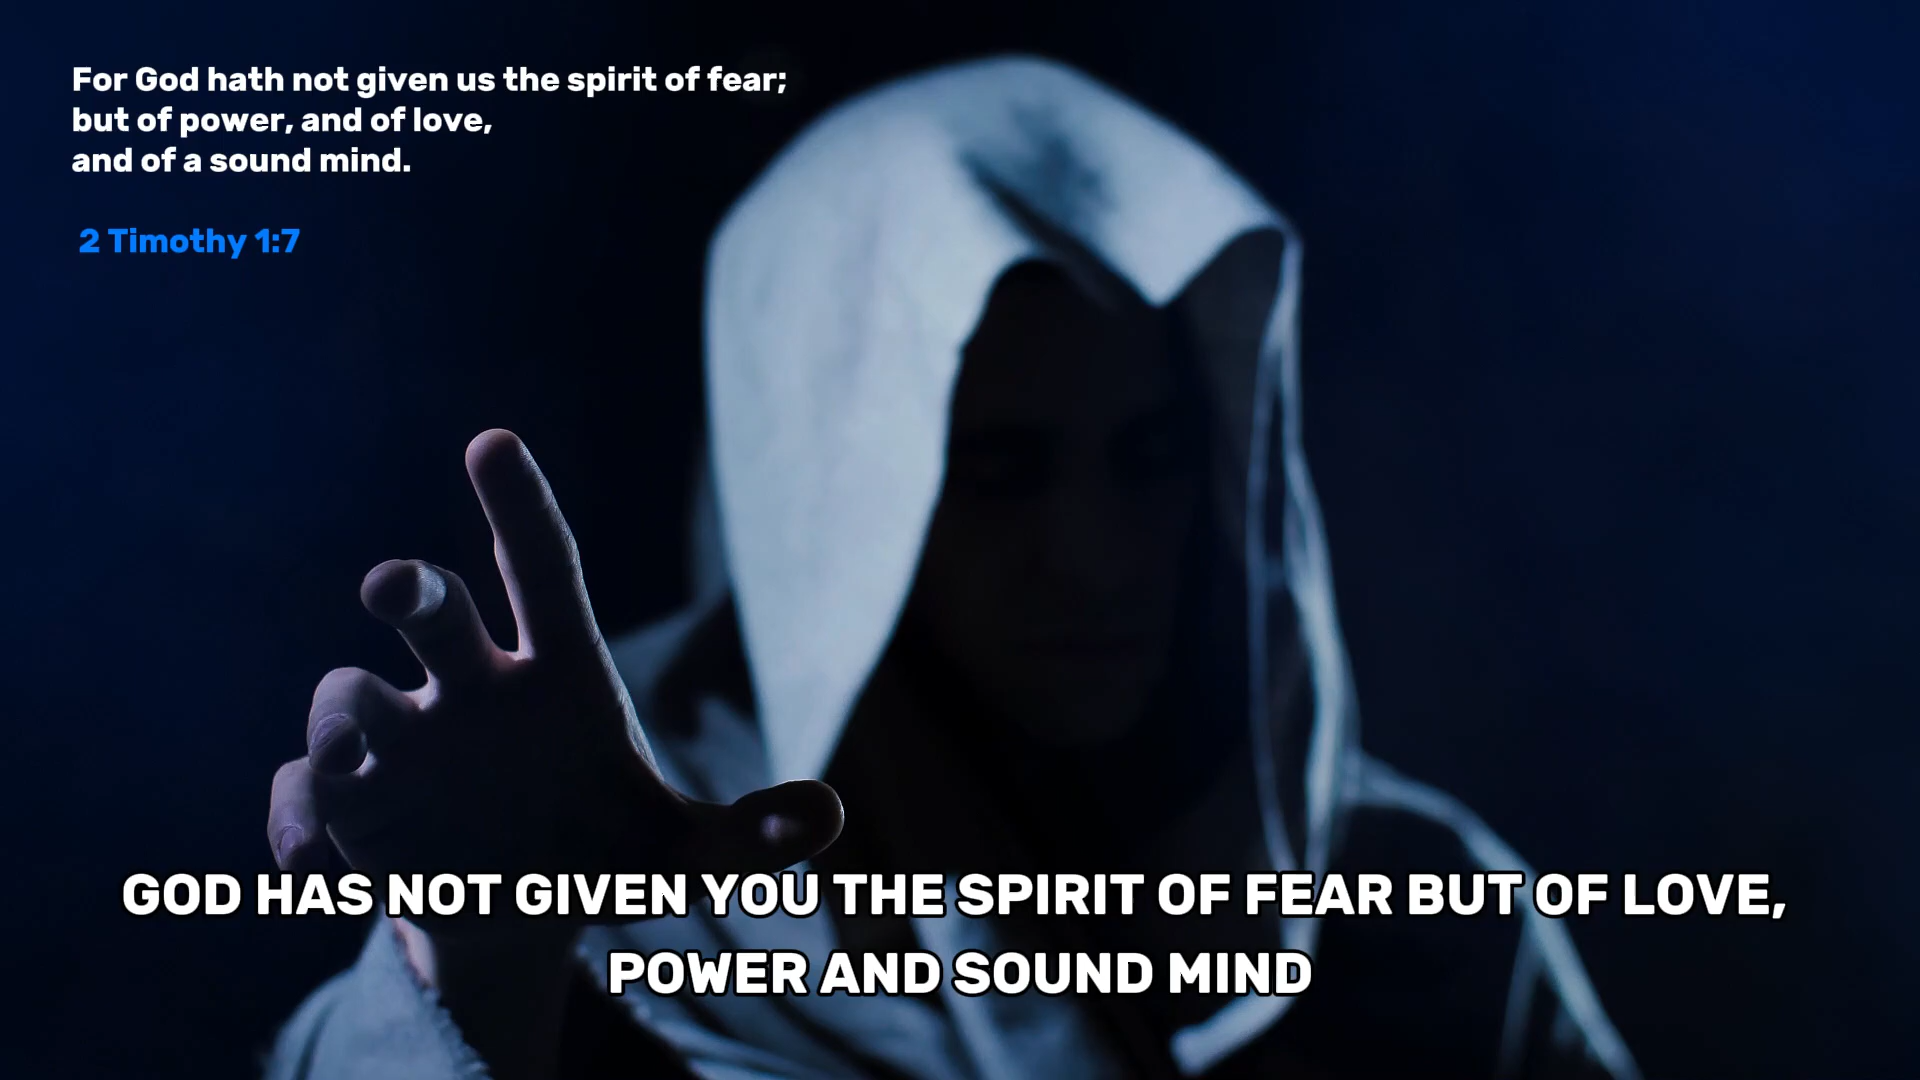 For God hath not given us the spirit of fear;
but of power, and of love,
and of a sound mind.
2 Timothy 1:7
GOD HAS NOT GIVEN YOU THE SPIRIT OF FEAR BUT OF LOVE,
POWER AND SOUND MIND